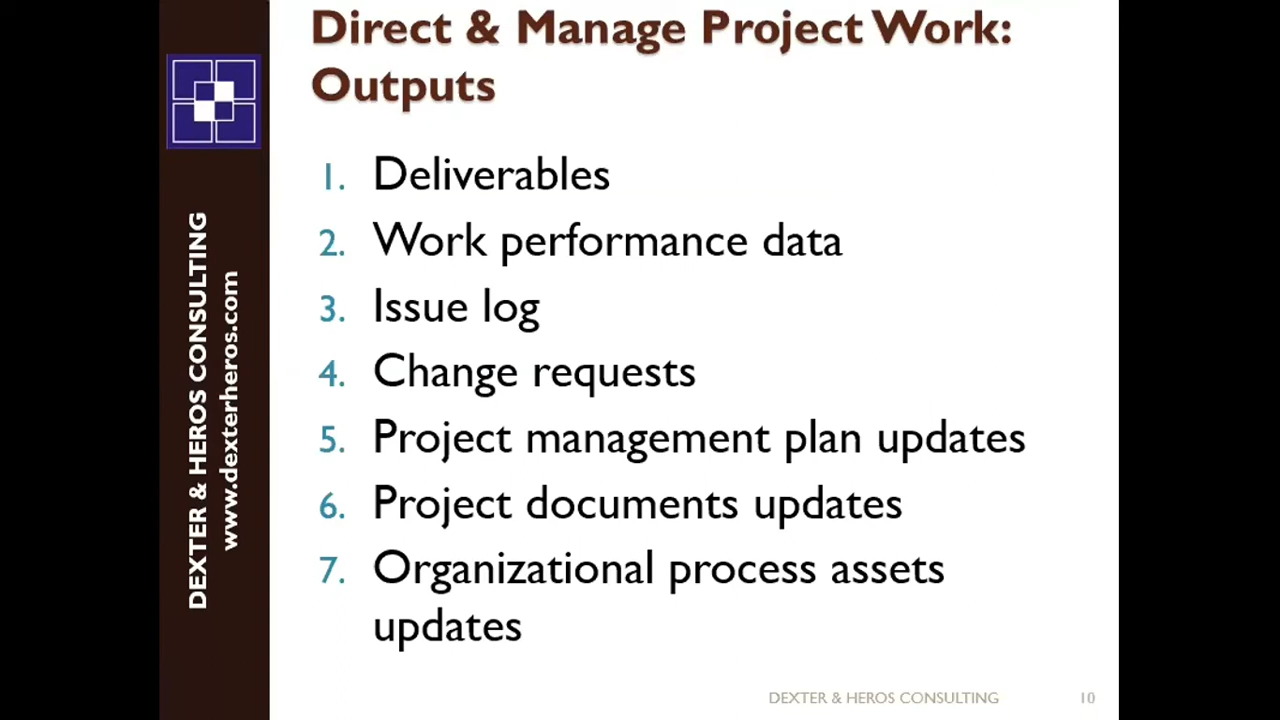 Direct & Manage Project Work:
Outputs
1. Deliverables
2. Work performance data
3. Issue log
4. Change requests
5. Project management plan updates
6. Project documents updates
7. Organizational process assets
updates
DEXTER & HEROS CONSULTING
www.dexterheros.com
DEXTER & HEROS CONSULTING 10